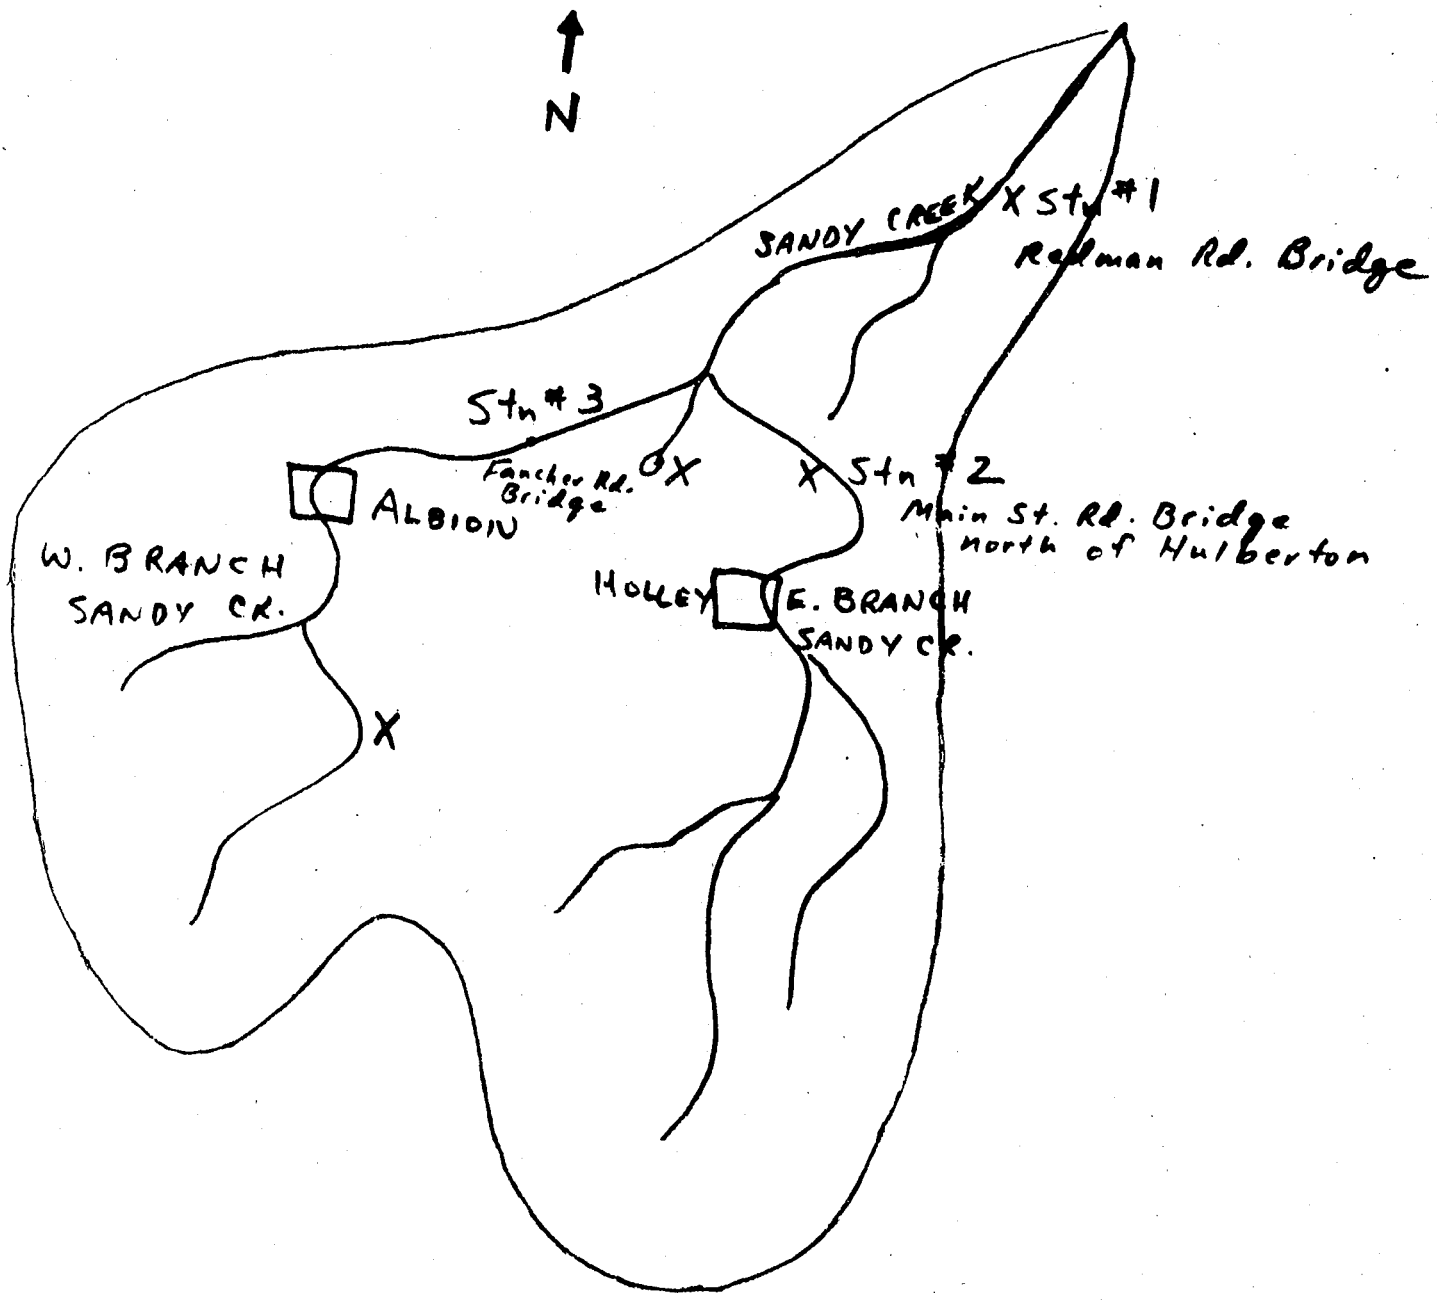 N
SANDY CREEK
X Stn #1
Redman Rd. Bridge
Stn #3
Fancher Rd.
Bridge
X
X Stn #2
Main St. Rd. Bridge
north of Hulberton
ALBION
W. BRANCH
SANDY CR.
HOLLEY
E. BRANCH
SANDY CR.
X